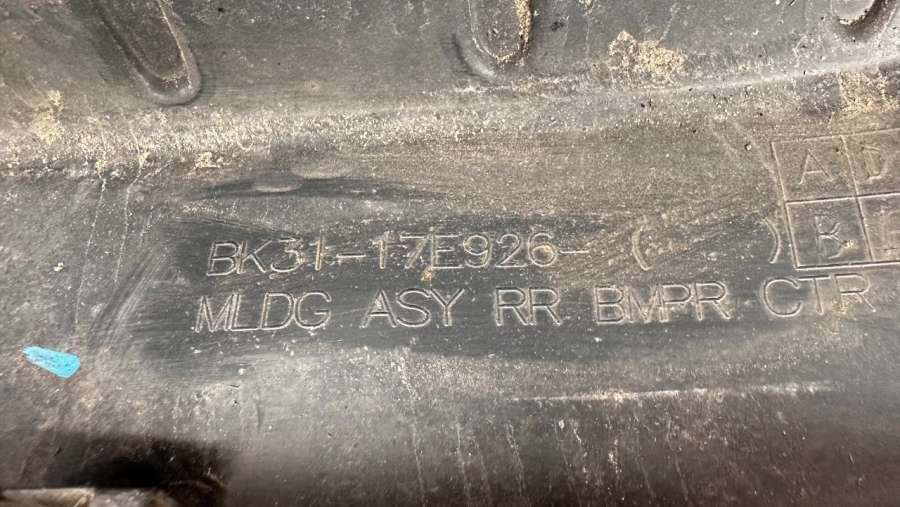 BK31-17E926-( )
MLDG ASY RR BMPR CTR
A D
B